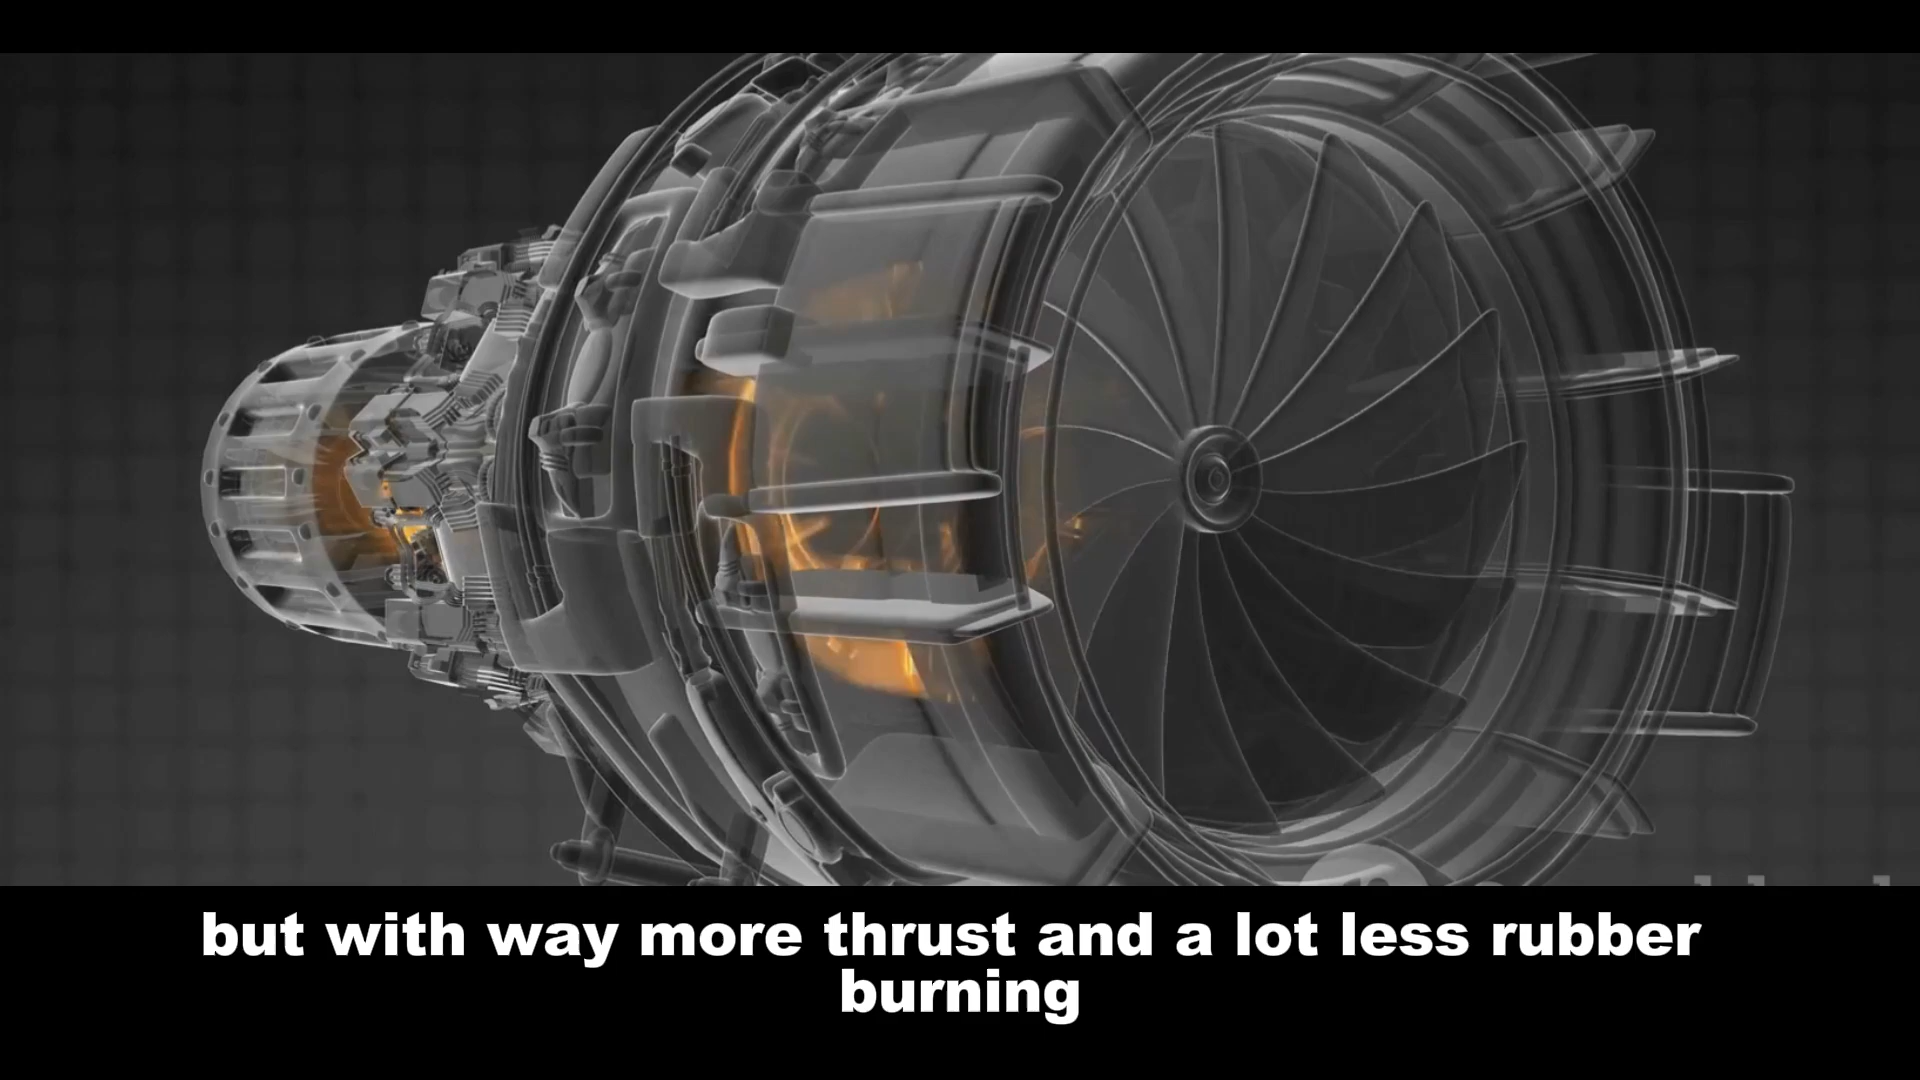 but with way more thrust and a lot less rubber
burning